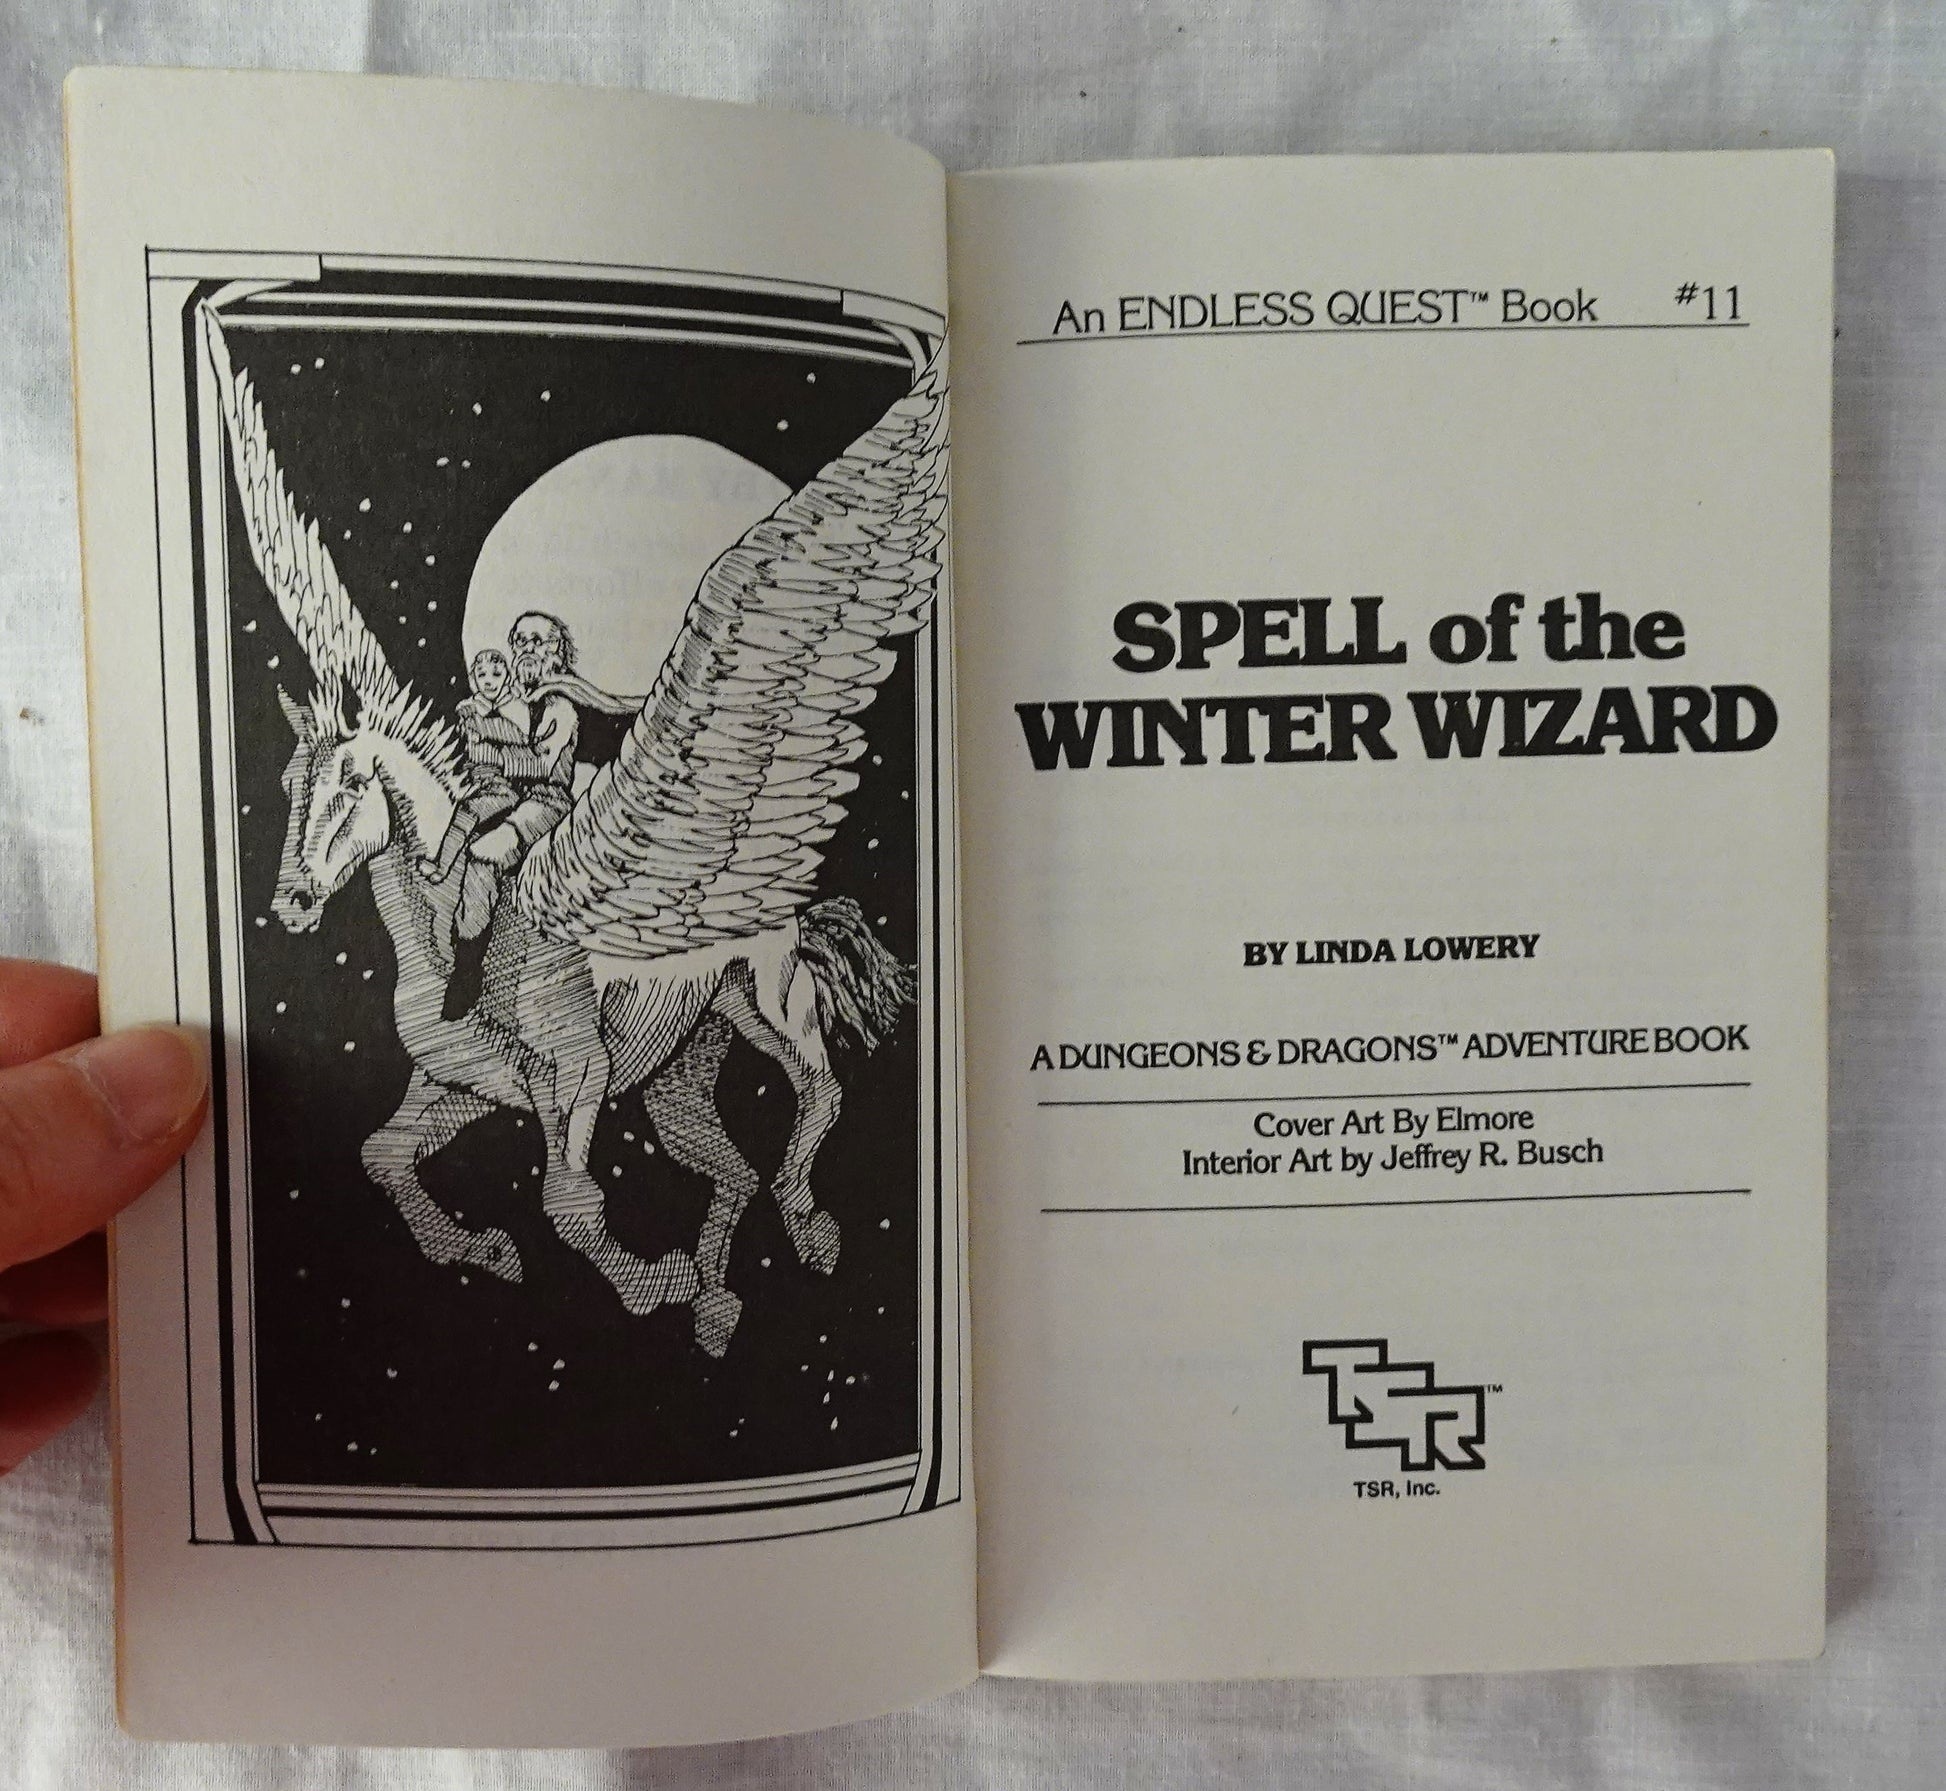 An ENDLESS QUEST™ Book #11
SPELL of the
WINTER WIZARD
BY LINDA LOWERY
A DUNGEONS & DRAGONS™ ADVENTURE BOOK
Cover Art By Elmore
Interior Art by Jeffrey R. Busch
TSR™
TSR, Inc.